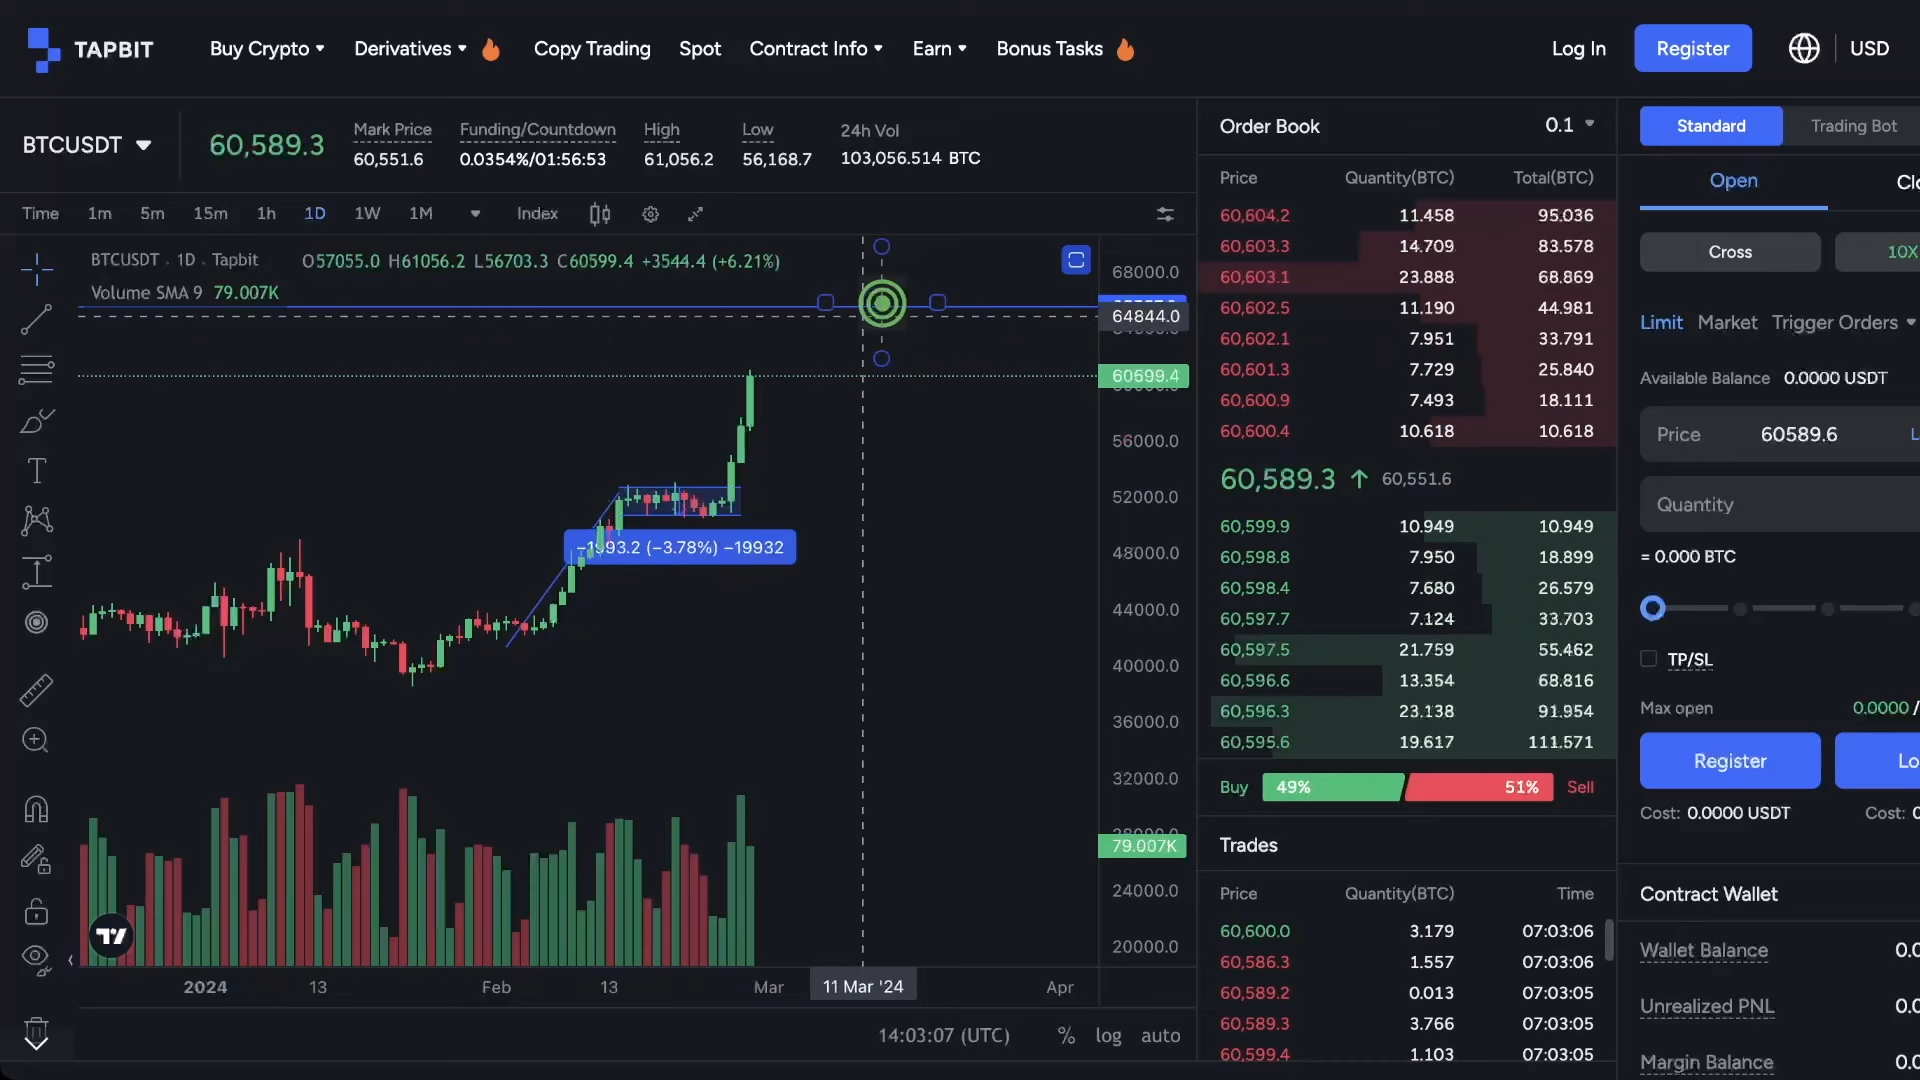 TAPBIT
Buy Crypto
Derivatives
Copy Trading
Spot
Contract Info
Earn
Bonus Tasks
Log In
Register
USD
BTCUSDT
60,589.3
Mark Price
60,551.6
Funding/Countdown
0.0354%/01:56:53
High
61,056.2
Low
56,168.7
24h Vol
103,056.514 BTC
Time 1m 5m 15m 1h 1D 1W 1M Index
BTCUSDT · 1D · Tapbit O57055.0 H61056.2 L56703.3 C60599.4 +3544.4 (+6.21%)
Volume SMA 9 79.007K
68000.0
64844.0
60599.4
56000.0
52000.0
48000.0
44000.0
40000.0
36000.0
32000.0
79.007K
24000.0
20000.0
−1993.2 (−3.78%) −19932
2024 13 Feb 13 Mar 11 Mar '24 Apr
14:03:07 (UTC) % log auto
Order Book 0.1
Price Quantity(BTC) Total(BTC)
60,604.2 11.458 95.036
60,603.3 14.709 83.578
60,603.1 23.888 68.869
60,602.5 11.190 44.981
60,602.1 7.951 33.791
60,601.3 7.729 25.840
60,600.9 7.493 18.111
60,600.4 10.618 10.618
60,589.3 60,551.6
60,599.9 10.949 10.949
60,598.8 7.950 18.899
60,598.4 7.680 26.579
60,597.7 7.124 33.703
60,597.5 21.759 55.462
60,596.6 13.354 68.816
60,596.3 23.138 91.954
60,595.6 19.617 111.571
Buy 49% 51% Sell
Trades
Price Quantity(BTC) Time
60,600.0 3.179 07:03:06
60,586.3 1.557 07:03:06
60,589.2 0.013 07:03:05
60,589.3 3.766 07:03:05
60,599.4 1.103 07:03:05
Standard Trading Bot
Open
Cross 10X
Limit Market Trigger Orders
Available Balance 0.0000 USDT
Price 60589.6
Quantity
= 0.000 BTC
TP/SL
Max open 0.0000 /
Register
Cost: 0.0000 USDT Cost:
Contract Wallet
Wallet Balance
Unrealized PNL
Margin Balance